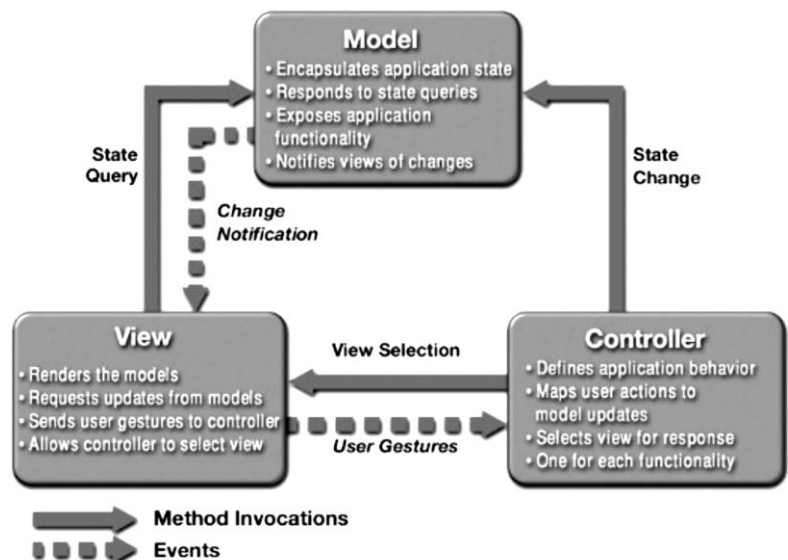 Model
• Encapsulates application state
• Responds to state queries
• Exposes application
functionality
• Notifies views of changes
State
Query
State
Change
Change
Notification
View
• Renders the models
• Requests updates from models
• Sends user gestures to controller
• Allows controller to select view
View Selection
User Gestures
Controller
• Defines application behavior
• Maps user actions to
model updates
• Selects view for response
• One for each functionality
Method Invocations
Events